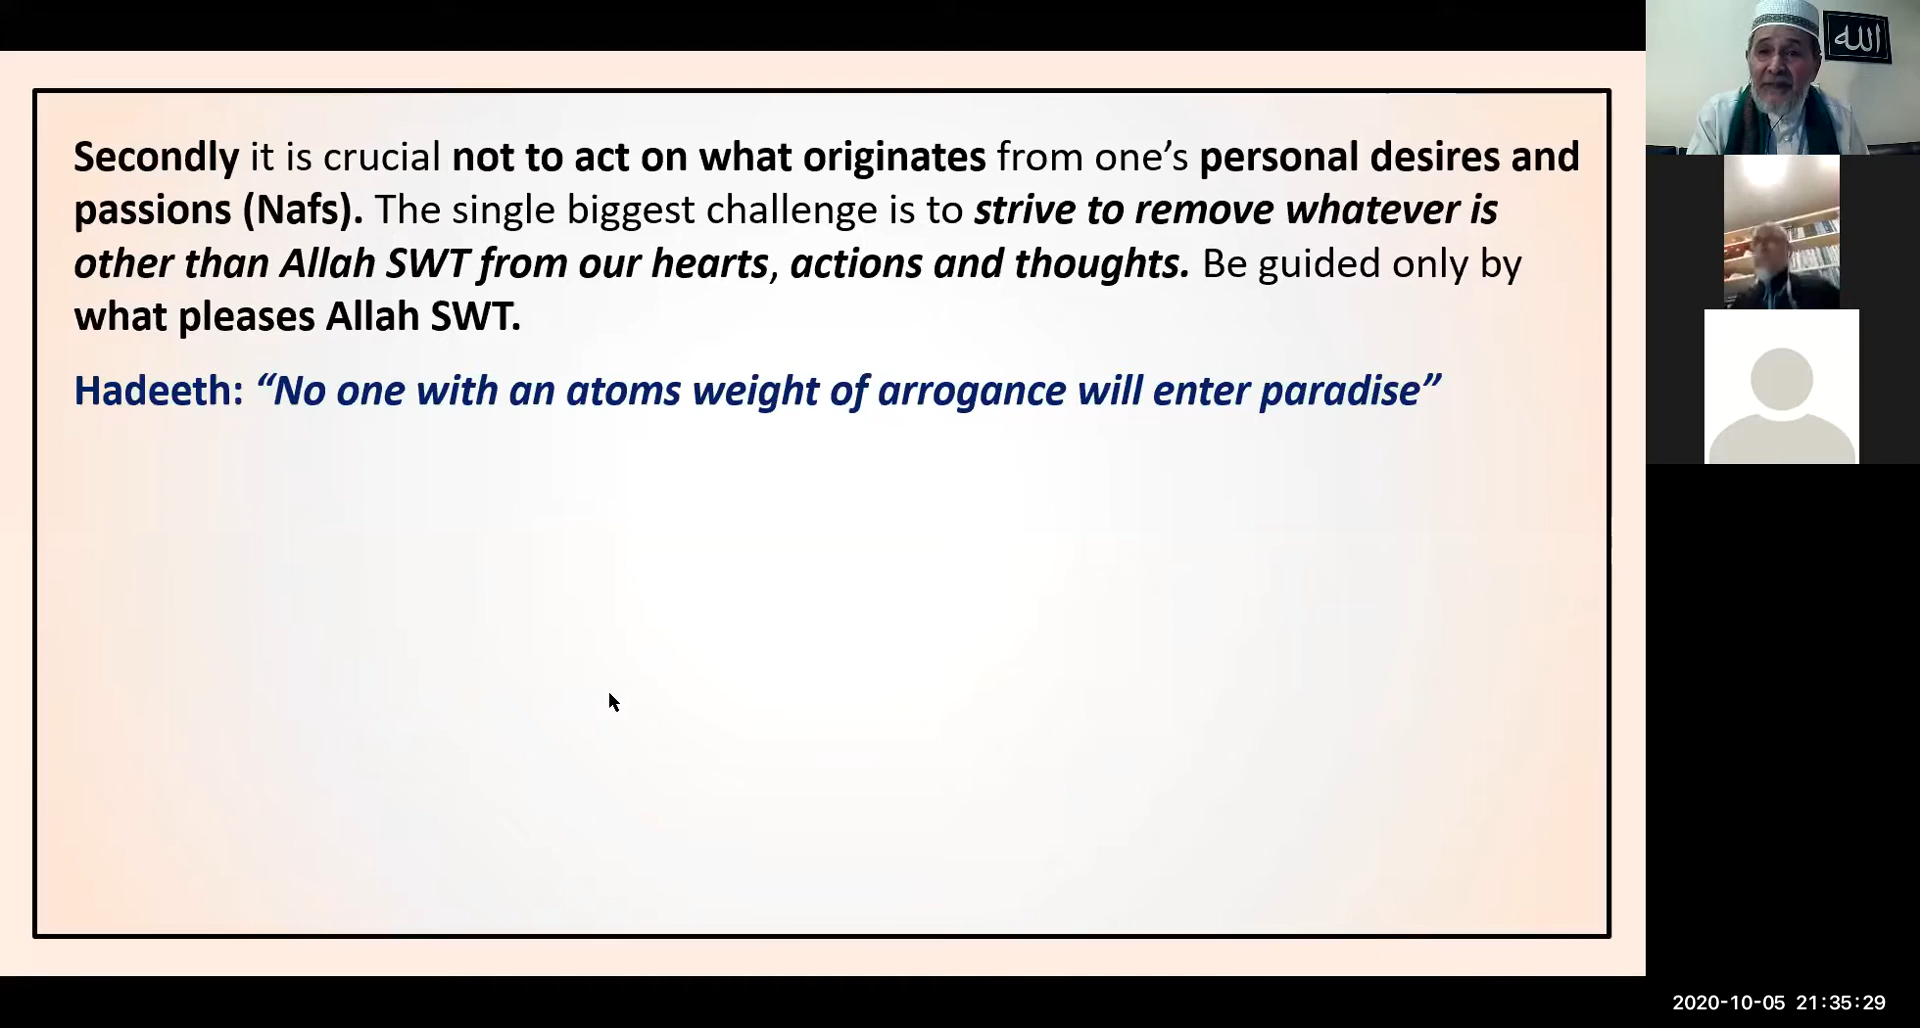 Secondly it is crucial not to act on what originates from one’s personal desires and
passions (Nafs). The single biggest challenge is to strive to remove whatever is
other than Allah SWT from our hearts, actions and thoughts. Be guided only by
what pleases Allah SWT.
Hadeeth: “No one with an atoms weight of arrogance will enter paradise”
الله
2020-10-05 21:35:29